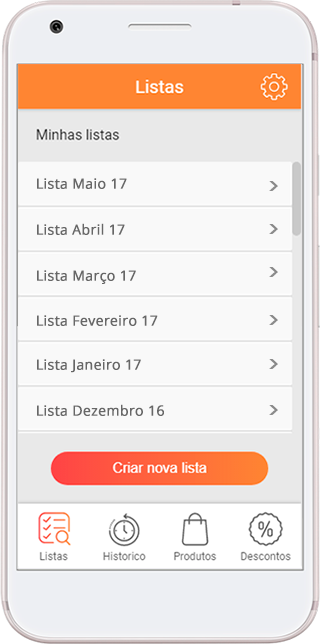 Listas
Minhas listas
Lista Maio 17
Lista Abril 17
Lista Março 17
Lista Fevereiro 17
Lista Janeiro 17
Lista Dezembro 16
Criar nova lista
Listas Historico Produtos Descontos